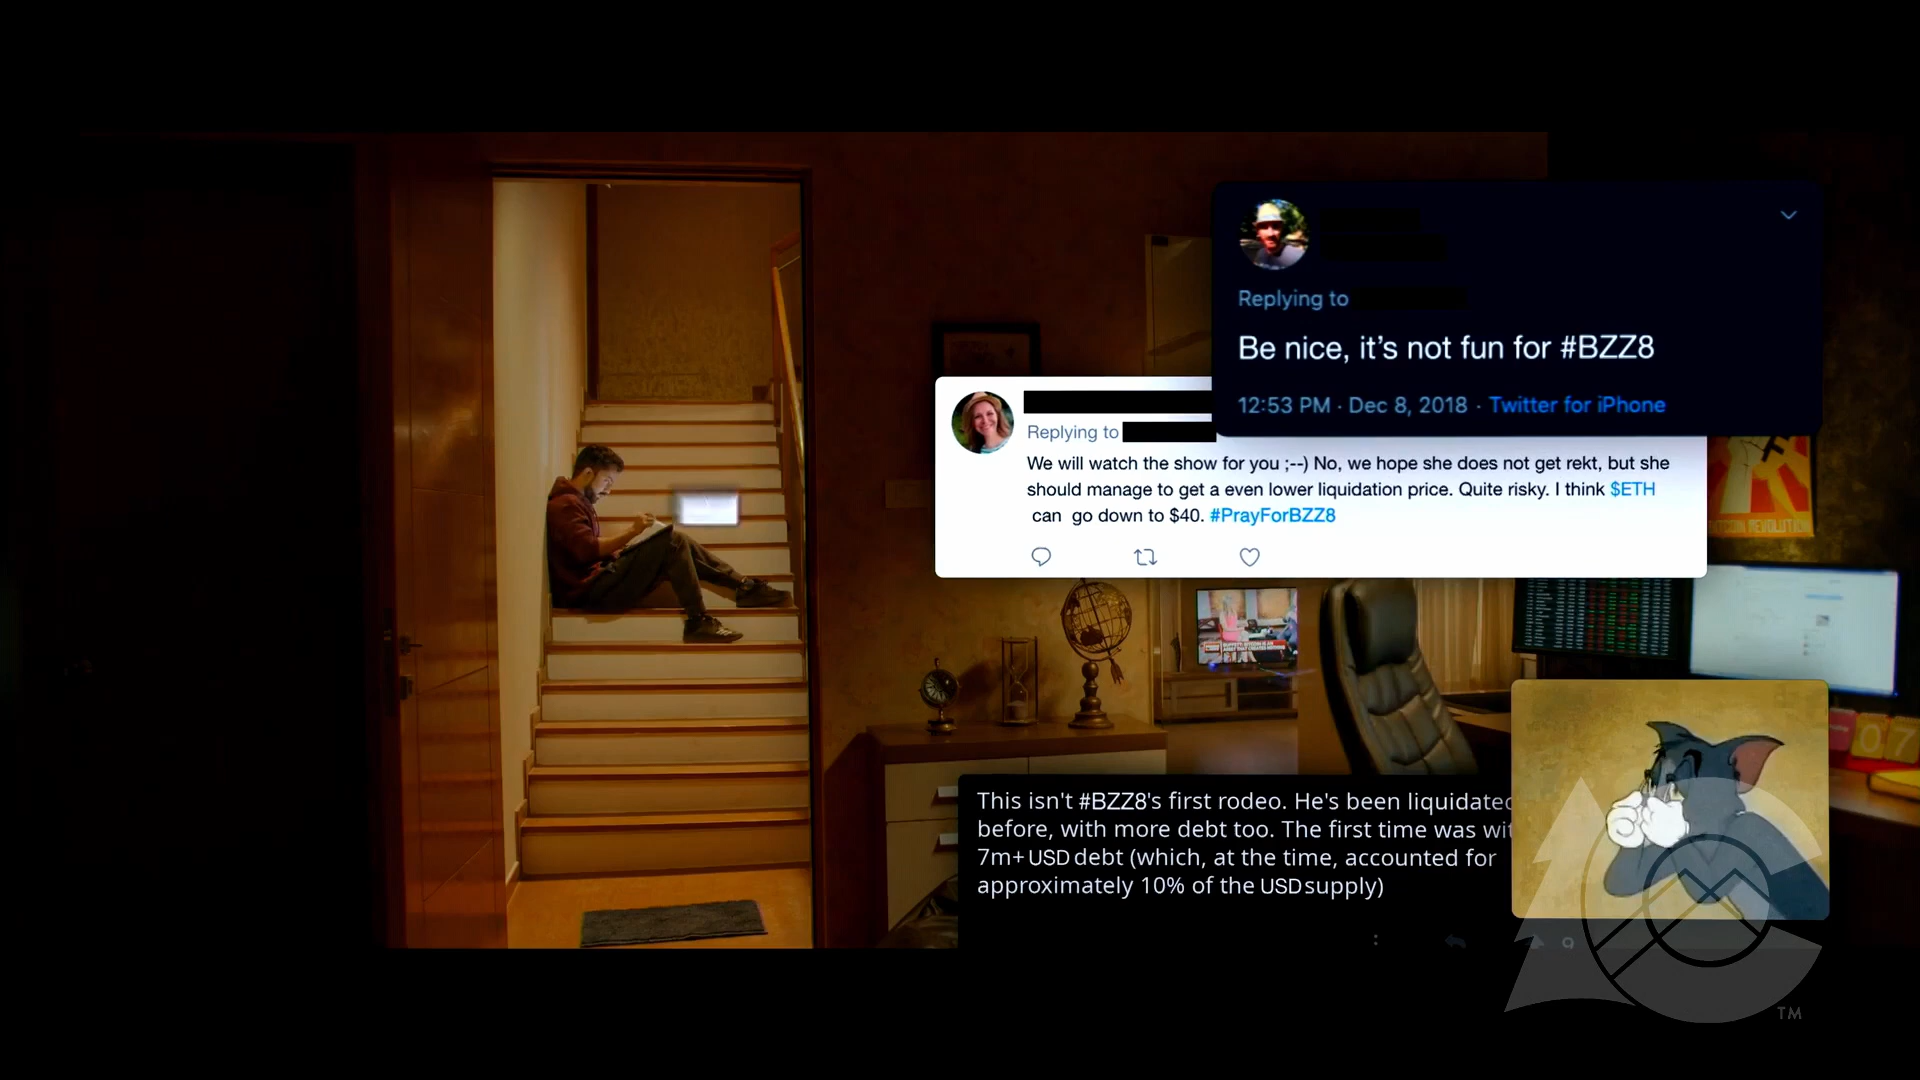 Replying to
Be nice, it's not fun for #BZZ8
12:53 PM · Dec 8, 2018 · Twitter for iPhone
Replying to
We will watch the show for you ;--) No, we hope she does not get rekt, but she
should manage to get a even lower liquidation price. Quite risky. I think $ETH
can go down to $40. #PrayForBZZ8
This isn't #BZZ8's first rodeo. He's been liquidated
before, with more debt too. The first time was
7m+ USD debt (which, at the time, accounted for
approximately 10% of the USD supply)
9
07
TM